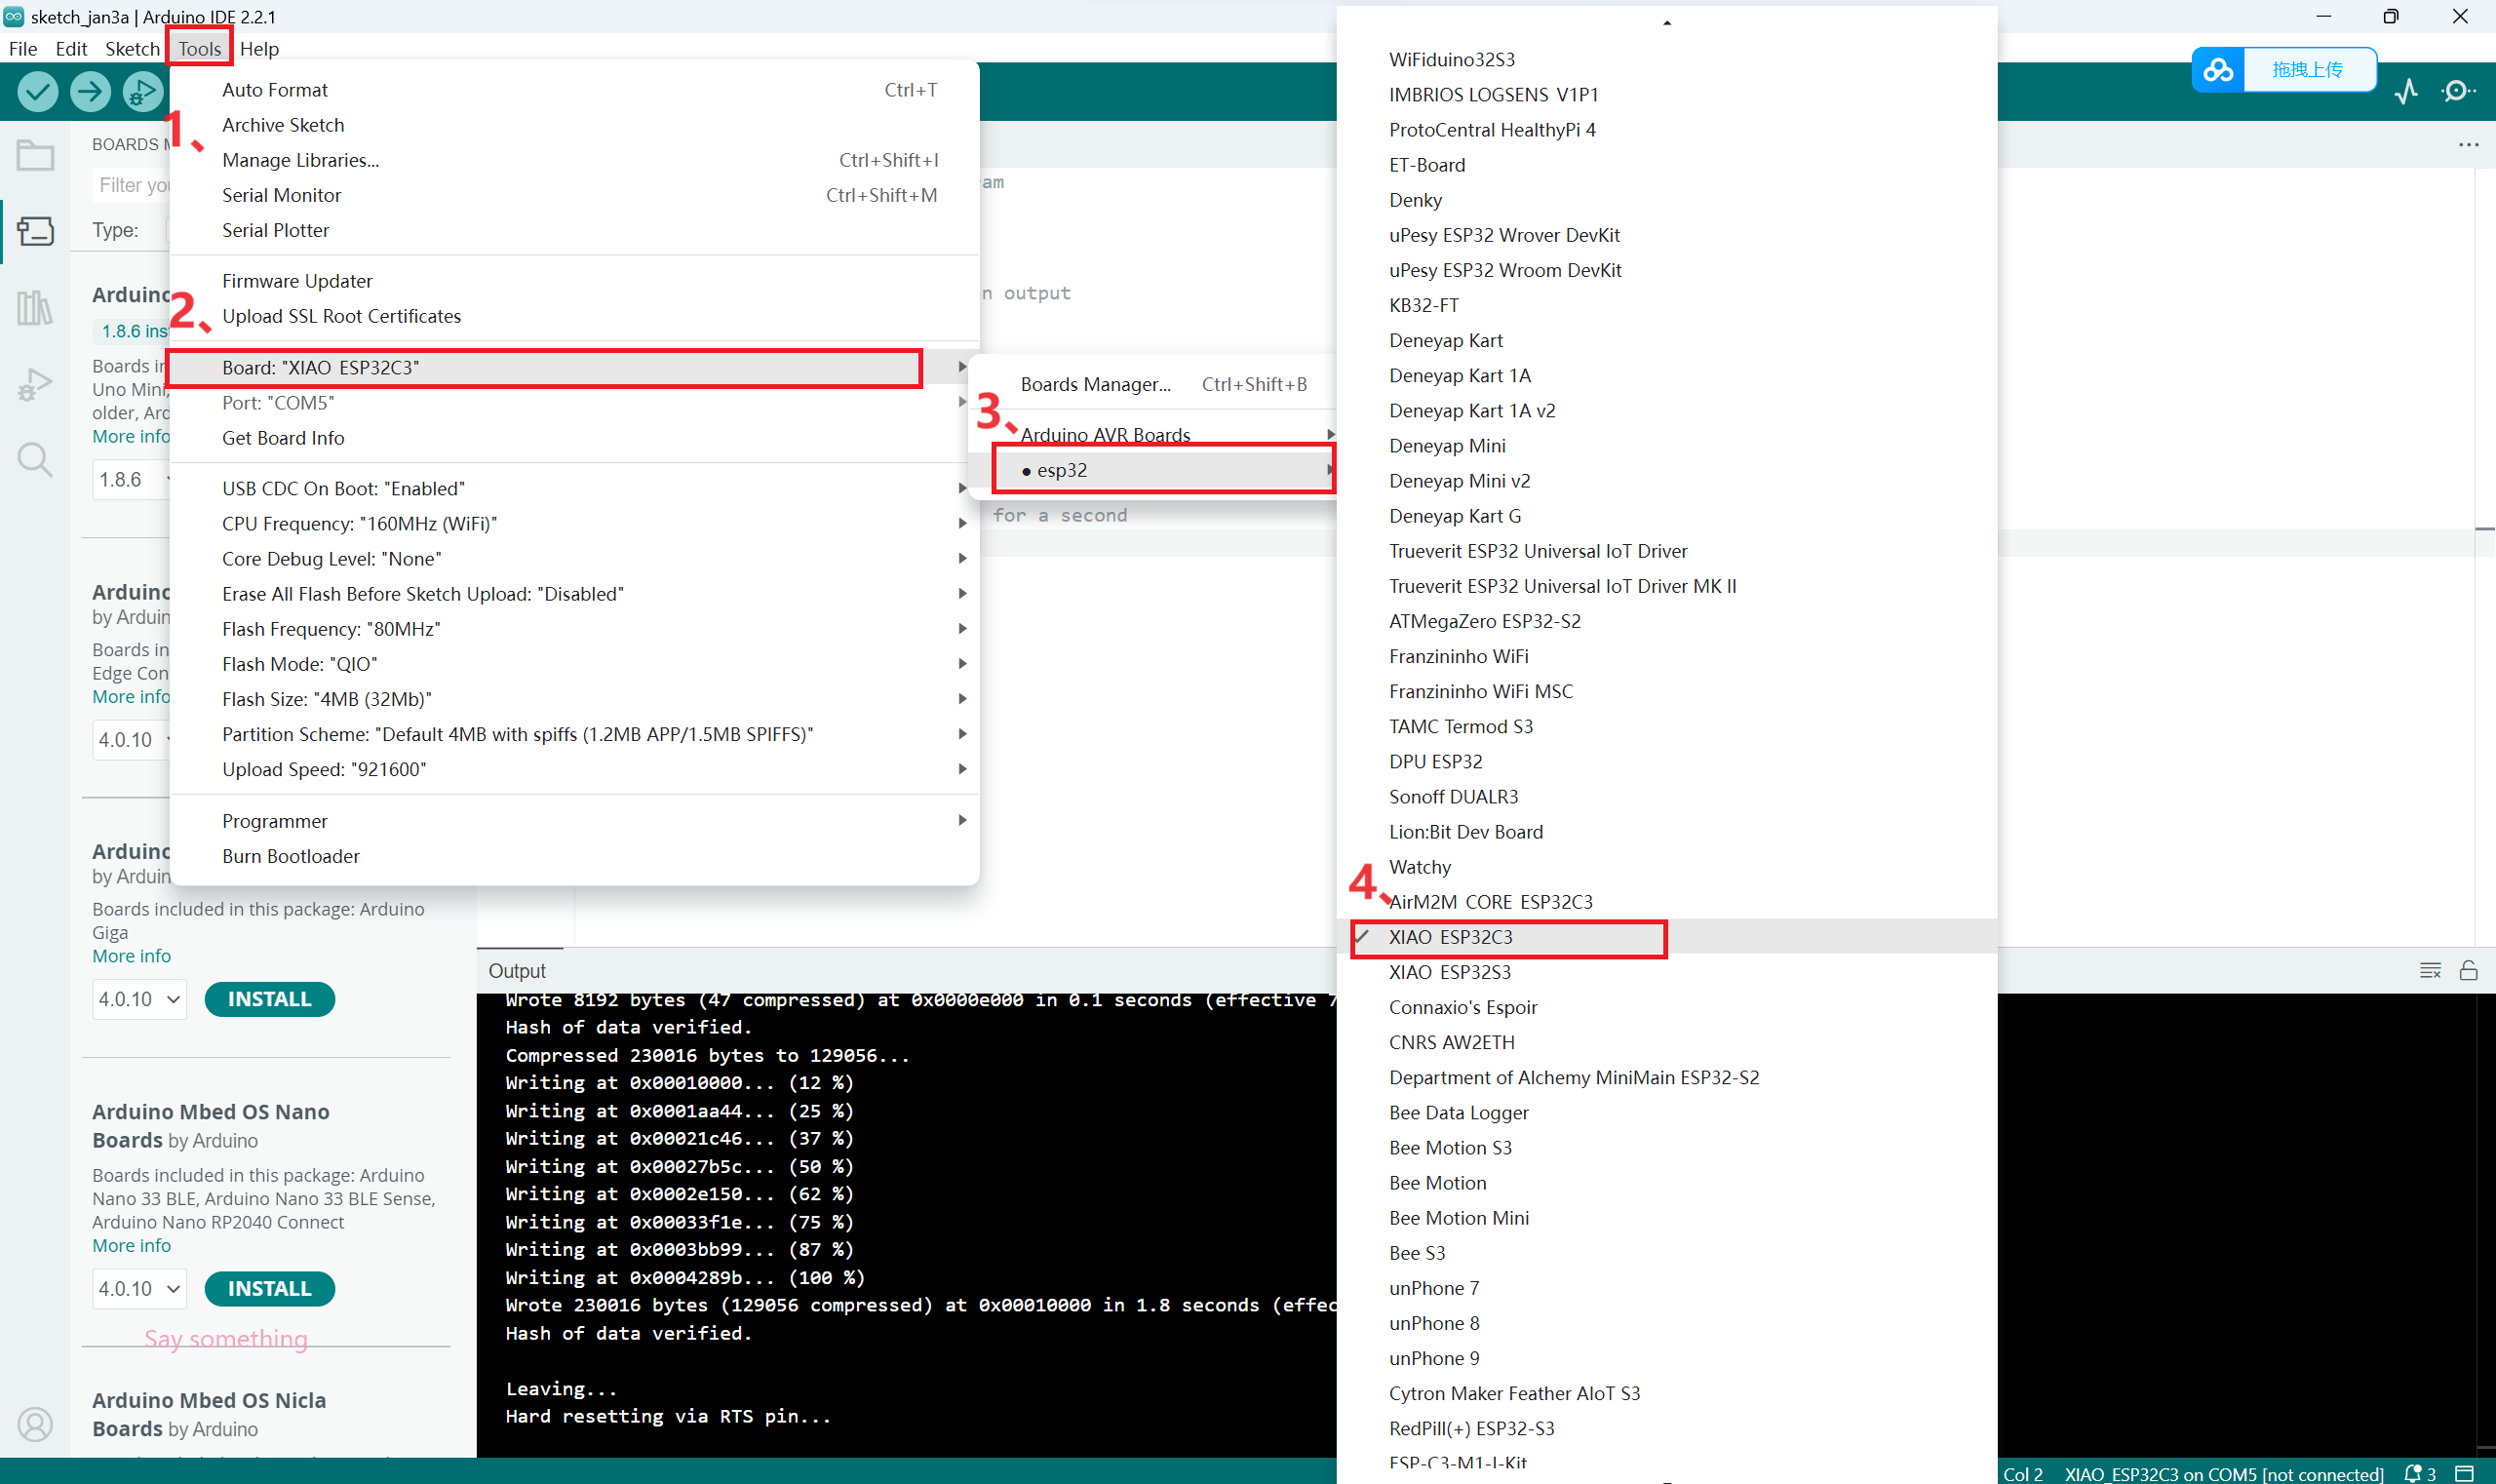 sketch_jan3a | Arduino IDE 2.2.1
File Edit Sketch Tools Help
拖拽上传
1、
2、
3、
4、
BOARDS
Type:
1.8.6
Boards
Uno Mini,
More info
1.8.6
by
Boards
More info
4.0.10
by
Boards included in this package: Arduino
Giga
More info
4.0.10 INSTALL
Arduino Mbed OS Nano
Boards by Arduino
Boards included in this package: Arduino
Nano 33 BLE, Arduino Nano 33 BLE Sense,
Arduino Nano RP2040 Connect
More info
4.0.10 INSTALL
Say something
Arduino Mbed OS Nicla
Boards by Arduino
Auto Format Ctrl+T
Archive Sketch
Manage Libraries... Ctrl+Shift+I
Serial Monitor Ctrl+Shift+M
Serial Plotter
Firmware Updater
Upload SSL Root Certificates
Board: "XIAO_ESP32C3"
Port: "COM5"
Get Board Info
USB CDC On Boot: "Enabled"
CPU Frequency: "160MHz (WiFi)"
Core Debug Level: "None"
Erase All Flash Before Sketch Upload: "Disabled"
Flash Frequency: "80MHz"
Flash Mode: "QIO"
Flash Size: "4MB (32Mb)"
Partition Scheme: "Default 4MB with spiffs (1.2MB APP/1.5MB SPIFFS)"
Upload Speed: "921600"
Programmer
Burn Bootloader
output
Boards Manager... Ctrl+Shift+B
Arduino AVR Boards
● esp32
for a second
WiFiduino32S3
IMBRIOS LOGSENS_V1P1
ProtoCentral HealthyPi 4
ET-Board
Denky
uPesy ESP32 Wrover DevKit
uPesy ESP32 Wroom DevKit
KB32-FT
Deneyap Kart
Deneyap Kart 1A
Deneyap Kart 1A v2
Deneyap Mini
Deneyap Mini v2
Deneyap Kart G
Trueverit ESP32 Universal IoT Driver
Trueverit ESP32 Universal IoT Driver MK II
ATMegaZero ESP32-S2
Franzininho WiFi
Franzininho WiFi MSC
TAMC Termod S3
DPU ESP32
Sonoff DUALR3
Lion:Bit Dev Board
Watchy
AirM2M_CORE_ESP32C3
✓ XIAO_ESP32C3
XIAO_ESP32S3
Connaxio's Espoir
CNRS AW2ETH
Department of Alchemy MiniMain ESP32-S2
Bee Data Logger
Bee Motion S3
Bee Motion
Bee Motion Mini
Bee S3
unPhone 7
unPhone 8
unPhone 9
Cytron Maker Feather AIoT S3
RedPill(+) ESP32-S3
ESP-C3-M1-I-Kit
Output
Wrote 8192 bytes (47 compressed) at 0x0000e000 in 0.1 seconds (effective
Hash of data verified.
Compressed 230016 bytes to 129056...
Writing at 0x00010000... (12 %)
Writing at 0x0001aa44... (25 %)
Writing at 0x00021c46... (37 %)
Writing at 0x00027b5c... (50 %)
Writing at 0x0002e150... (62 %)
Writing at 0x00033f1e... (75 %)
Writing at 0x0003bb99... (87 %)
Writing at 0x0004289b... (100 %)
Wrote 230016 bytes (129056 compressed) at 0x00010000 in 1.8 seconds
Hash of data verified.
Leaving...
Hard resetting via RTS pin...
Col 2 XIAO_ESP32C3 on COM5 [not connected] 3